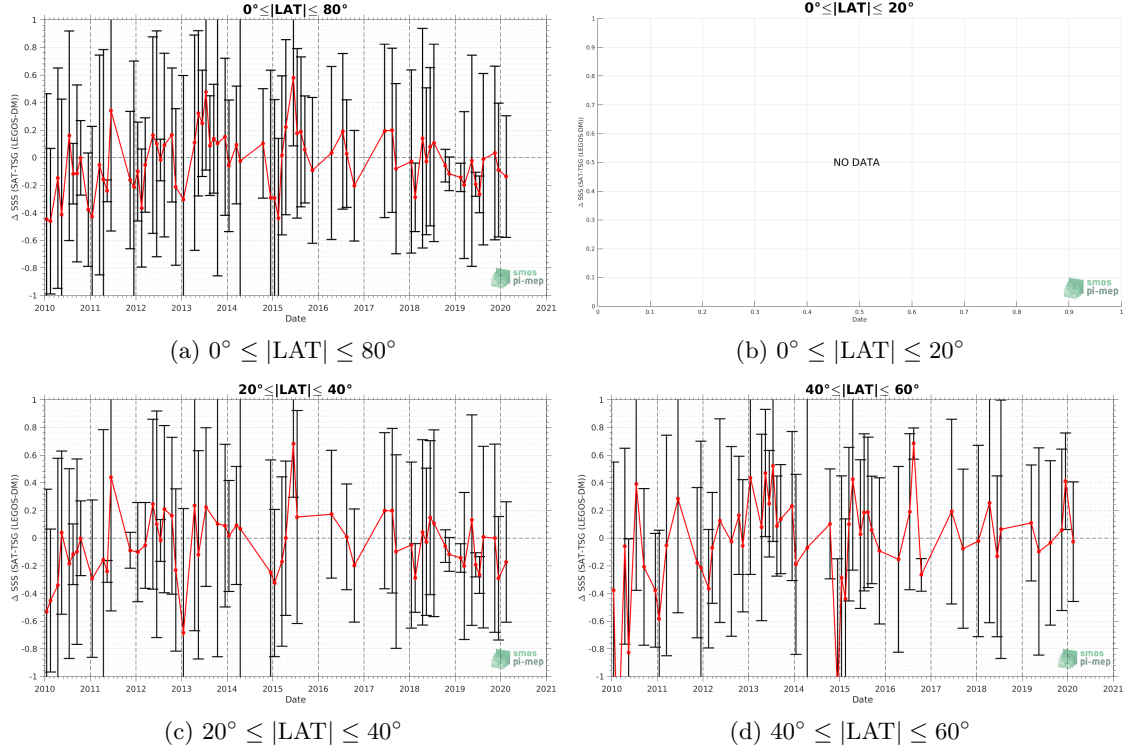 0°≤|LAT|≤ 80°
Δ SSS (SAT-TSG (LEGOS-DM))
1
0.8
0.6
0.4
0.2
0
-0.2
-0.4
-0.6
-0.8
-1
2010 2011 2012 2013 2014 2015 2016 2017 2018 2019 2020 2021
Date
smos
pi-mep
(a) 0° ≤ |LAT| ≤ 80°
0°≤|LAT|≤ 20°
Δ SSS (SAT-TSG (LEGOS-DM))
1
0.9
0.8
0.7
0.6
0.5
0.4
0.3
0.2
0.1
0
NO DATA
0 0.1 0.2 0.3 0.4 0.5 0.6 0.7 0.8 0.9 1
Date
smos
pi-mep
(b) 0° ≤ |LAT| ≤ 20°
20°≤|LAT|≤ 40°
Δ SSS (SAT-TSG (LEGOS-DM))
1
0.8
0.6
0.4
0.2
0
-0.2
-0.4
-0.6
-0.8
-1
2010 2011 2012 2013 2014 2015 2016 2017 2018 2019 2020 2021
Date
smos
pi-mep
(c) 20° ≤ |LAT| ≤ 40°
40°≤|LAT|≤ 60°
Δ SSS (SAT-TSG (LEGOS-DM))
1
0.8
0.6
0.4
0.2
0
-0.2
-0.4
-0.6
-0.8
-1
2010 2011 2012 2013 2014 2015 2016 2017 2018 2019 2020 2021
Date
smos
pi-mep
(d) 40° ≤ |LAT| ≤ 60°